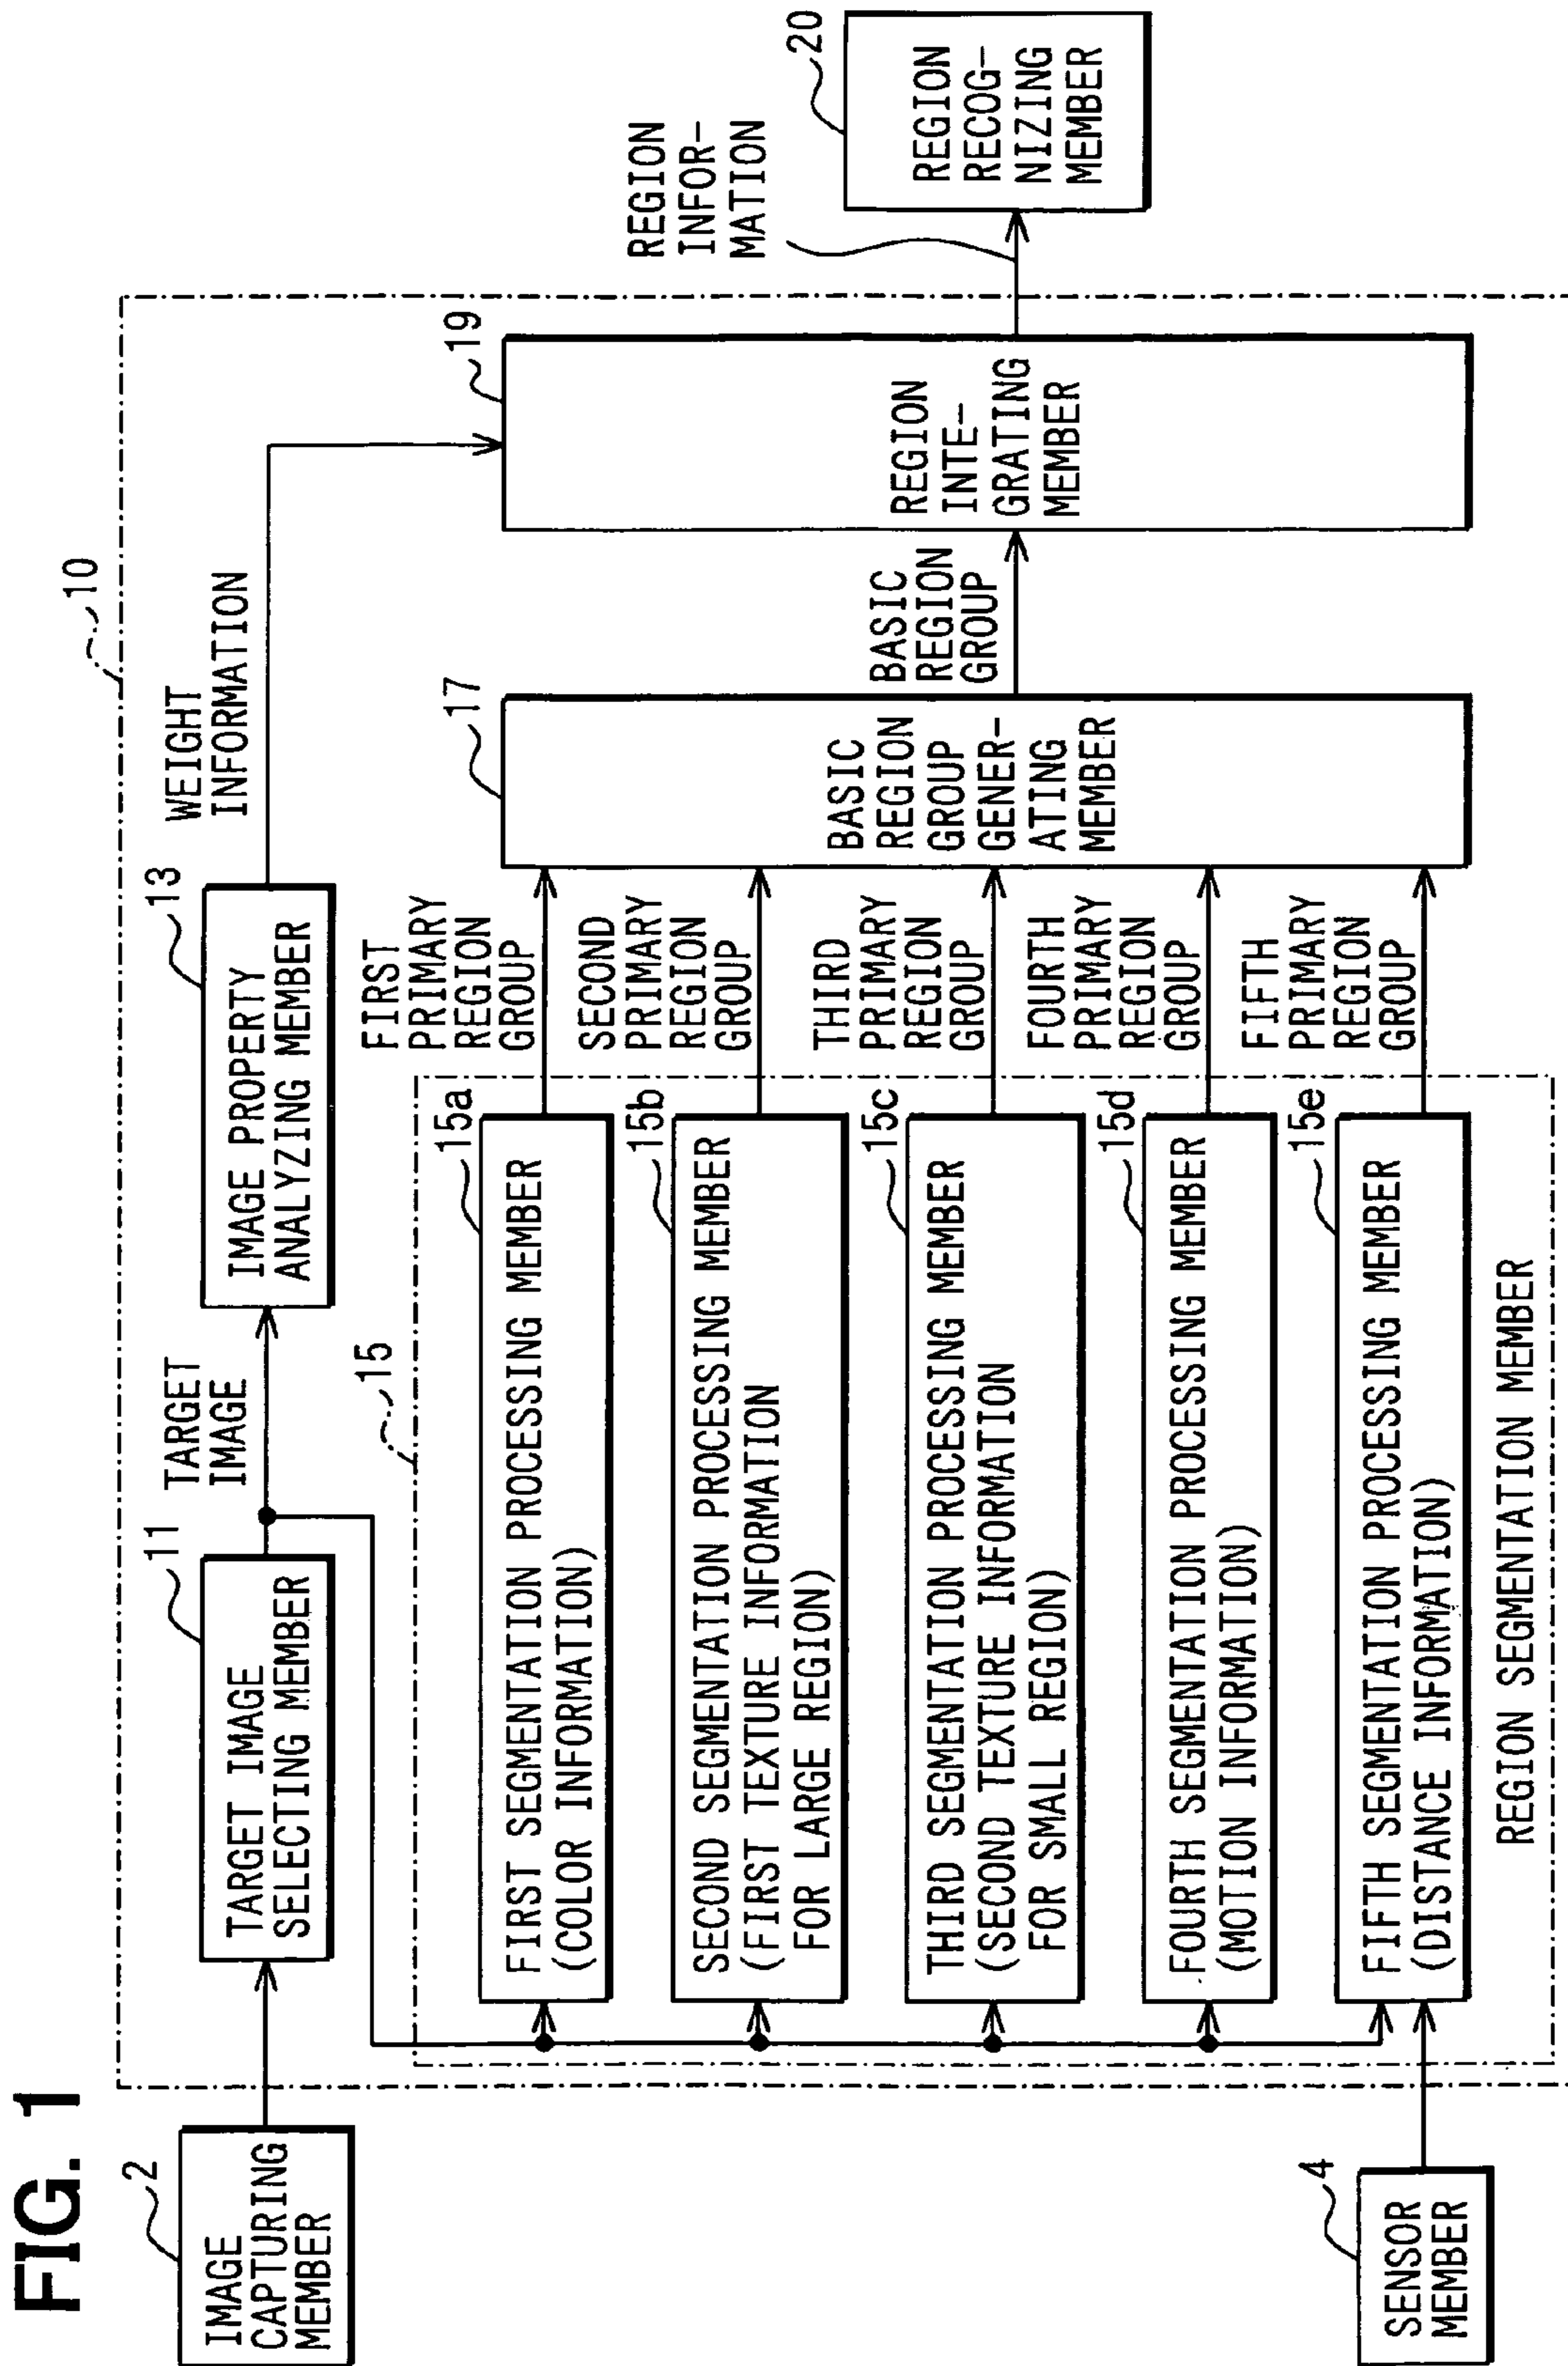 FIG. 1
2
IMAGE
CAPTURING
MEMBER
4
SENSOR
MEMBER
10
11
TARGET IMAGE
SELECTING MEMBER
TARGET
IMAGE
13
IMAGE PROPERTY
ANALYZING MEMBER
WEIGHT
INFORMATION
15
15a
FIRST SEGMENTATION PROCESSING MEMBER
(COLOR INFORMATION)
15b
SECOND SEGMENTATION PROCESSING MEMBER
(FIRST TEXTURE INFORMATION
FOR LARGE REGION)
15c
THIRD SEGMENTATION PROCESSING MEMBER
(SECOND TEXTURE INFORMATION
FOR SMALL REGION)
15d
FOURTH SEGMENTATION PROCESSING MEMBER
(MOTION INFORMATION)
15e
FIFTH SEGMENTATION PROCESSING MEMBER
(DISTANCE INFORMATION)
REGION SEGMENTATION MEMBER
FIRST
PRIMARY
REGION
GROUP
SECOND
PRIMARY
REGION
GROUP
THIRD
PRIMARY
REGION
GROUP
FOURTH
PRIMARY
REGION
GROUP
FIFTH
PRIMARY
REGION
GROUP
17
BASIC
REGION
GROUP
GENER-
ATING
MEMBER
BASIC
REGION
GROUP
19
REGION
INTE-
GRATING
MEMBER
REGION
INFOR-
MATION
20
REGION
RECOG-
NIZING
MEMBER